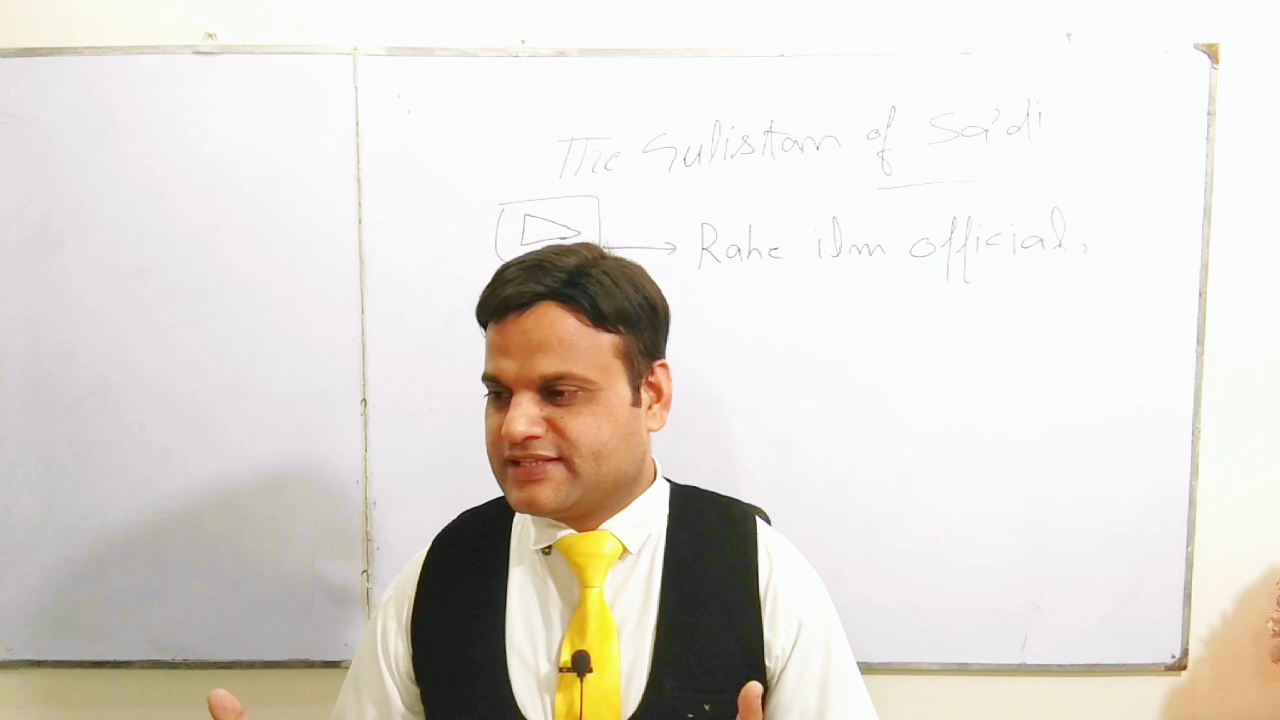 The Gulistan of Sa'di
Rahe ilm official,